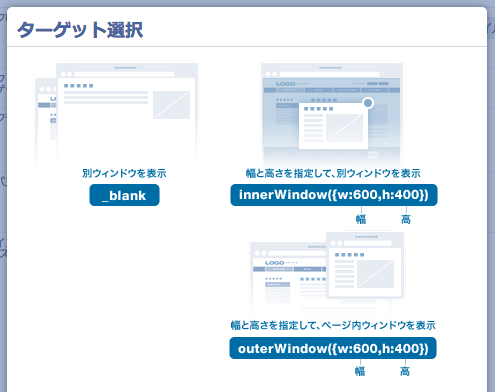 ターゲット選択
LOGO
別ウィンドウを表示
_blank
幅と高さを指定して、別ウィンドウを表示
innerWindow({w:600,h:400})
幅 高
LOGO
幅と高さを指定して、ページ内ウィンドウを表示
outerWindow({w:600,h:400})
幅 高